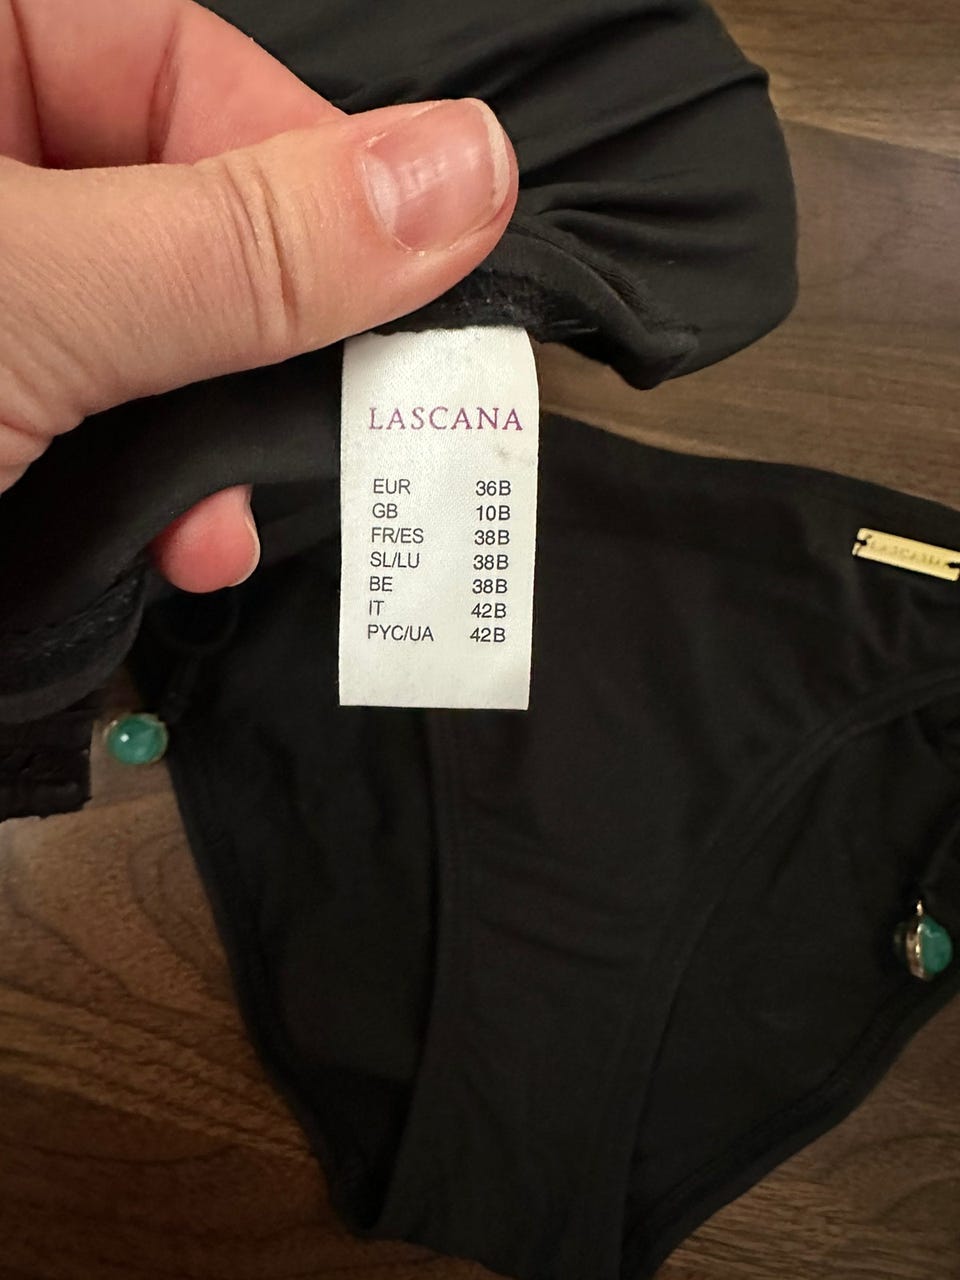 LASCANA
EUR 36B
GB 10B
FR/ES 38B
SL/LU 38B
BE 38B
IT 42B
PYC/UA 42B
LASCANA